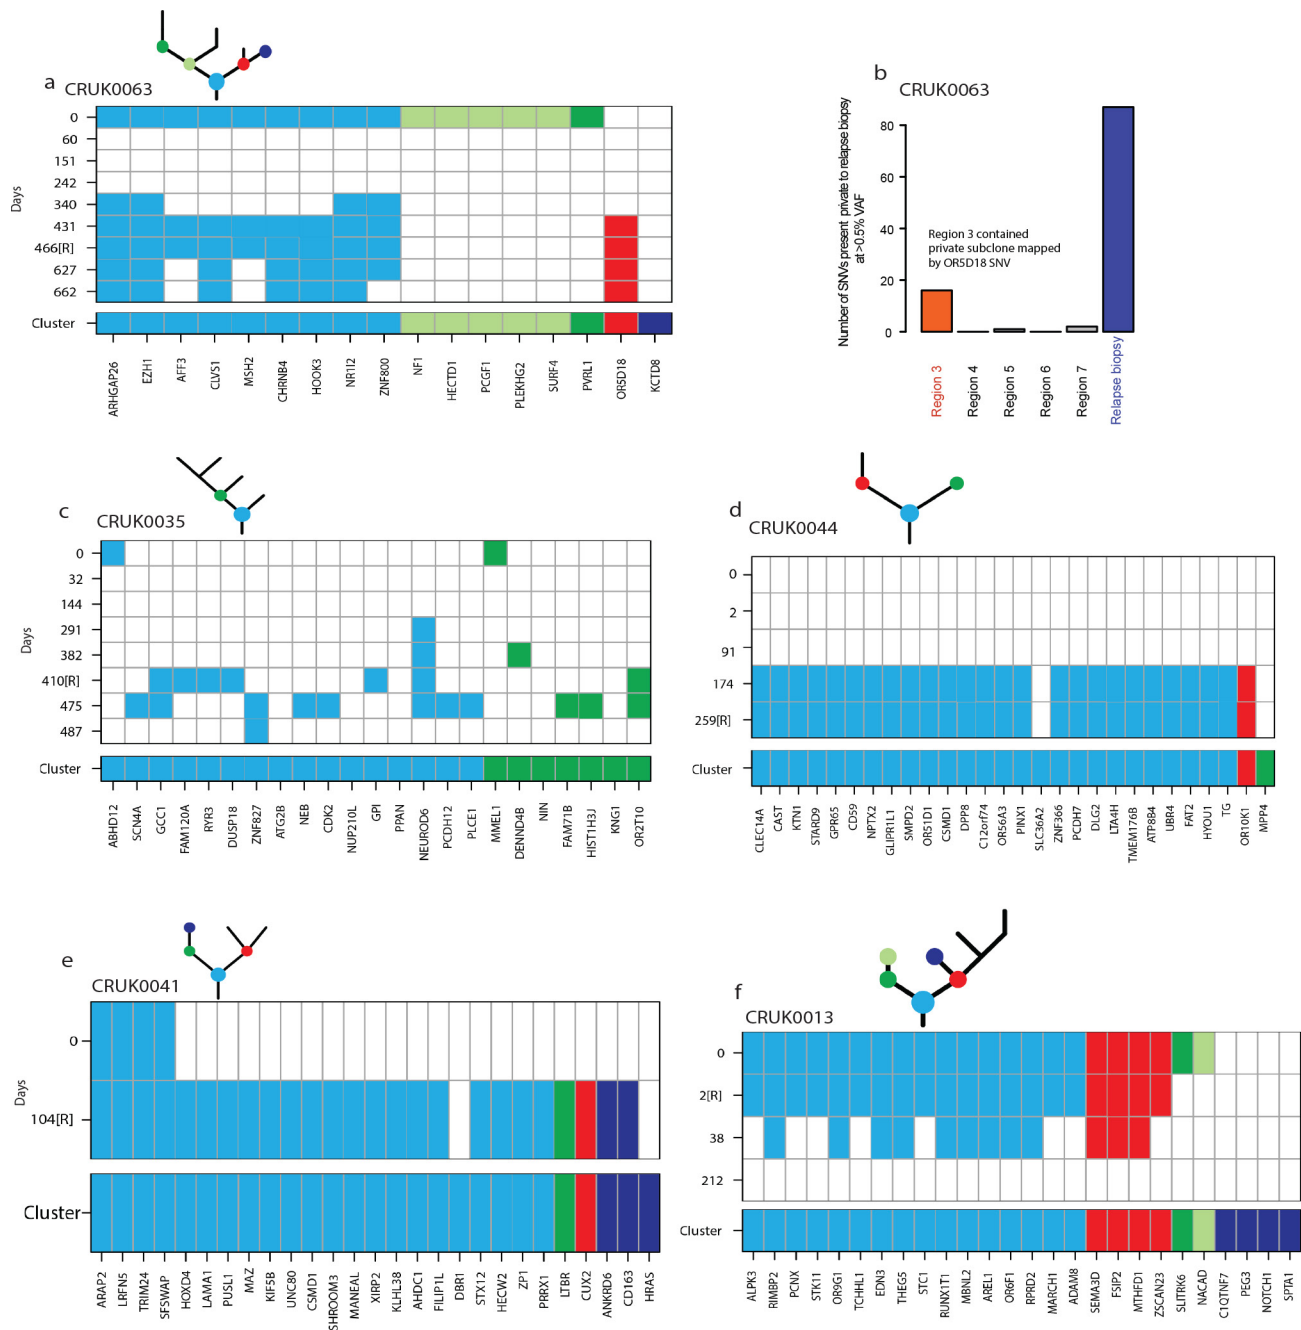 a
CRUK0063
Days
0
60
151
242
340
431
466[R]
627
662
Cluster
ARHGAP26
EZH1
AFF3
CLVS1
MSH2
CHRNB4
HOOK3
NR1I2
ZNF800
NF1
HECTD1
PCGF1
PLEKHG2
SURF4
PVRL1
OR5D18
KCTD8
b
CRUK0063
Number of SNVs present private to relapse biopsy
at >0.5% VAF
80
60
40
20
0
Region 3 contained
private subclone mapped
by OR5D18 SNV
Region 3
Region 4
Region 5
Region 6
Region 7
Relapse biopsy
c
CRUK0035
Days
0
32
144
291
382
410[R]
475
487
Cluster
ABHD12
SCN4A
GCC1
FAM120A
RYR3
DUSP18
ZNF827
ATG2B
NEB
CDK2
NUP210L
GPI
PPAN
NEUROD6
PCDH12
PLCE1
MMEL1
DENND4B
NIN
FAM71B
HIST1H3J
KNG1
OR2T10
d
CRUK0044
0
2
91
174
259[R]
Cluster
CLEC14A
CAST
KTN1
STARD9
GPR65
CD59
NPTX2
GLIPR1L1
SMPD2
OR51D1
CSMD1
DPP8
C12orf74
OR56A3
PINX1
SLC36A2
ZNF366
PCDH7
DLG2
LTA4H
TMEM176B
ATP8B4
UBR4
FAT2
HYOU1
TG
OR10K1
MPP4
e
CRUK0041
Days
0
104[R]
Cluster
ARAP2
LRFN5
TRIM24
SFSWAP
HOXD4
LAMA1
PUSL1
MAZ
KIF5B
UNC80
CSMD1
SHROOM3
MANEAL
XIRP2
KLHL38
AHDC1
FILIP1L
DBR1
STX12
HECW2
ZP1
PRRX1
LTBR
CUX2
ANKRD6
CD163
HRAS
f
CRUK0013
0
2[R]
38
212
Cluster
ALPK3
RIMBP2
PCNX
STK11
OR9G1
TCHHL1
EDN3
THEG5
STC1
RUNX1T1
MBNL2
AREL1
OR6F1
RPRD2
MARCH1
ADAM8
SEMA3D
FSIP2
MTHFD1
ZSCAN23
SLITRK6
NACAD
C1QTNF7
PEG3
NOTCH1
SPTA1